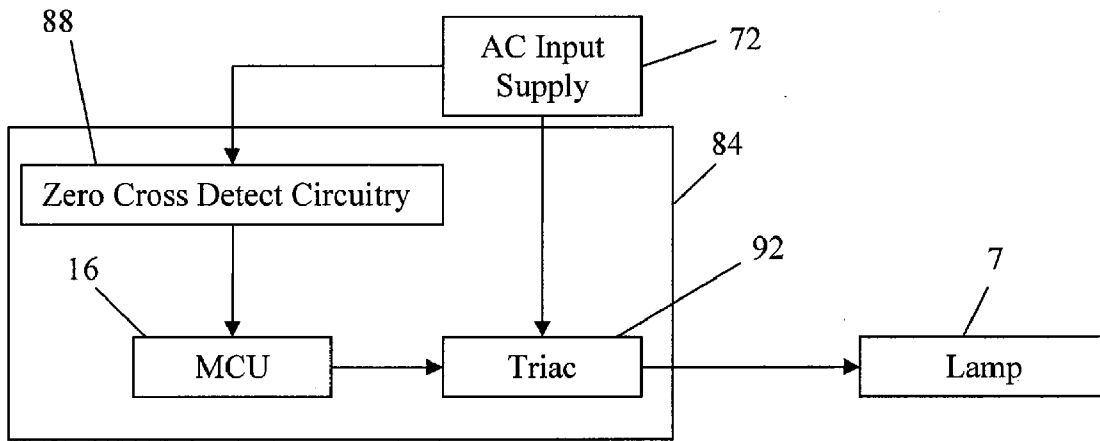 88
AC Input
Supply
72
84
Zero Cross Detect Circuitry
16
92
7
MCU
Triac
Lamp